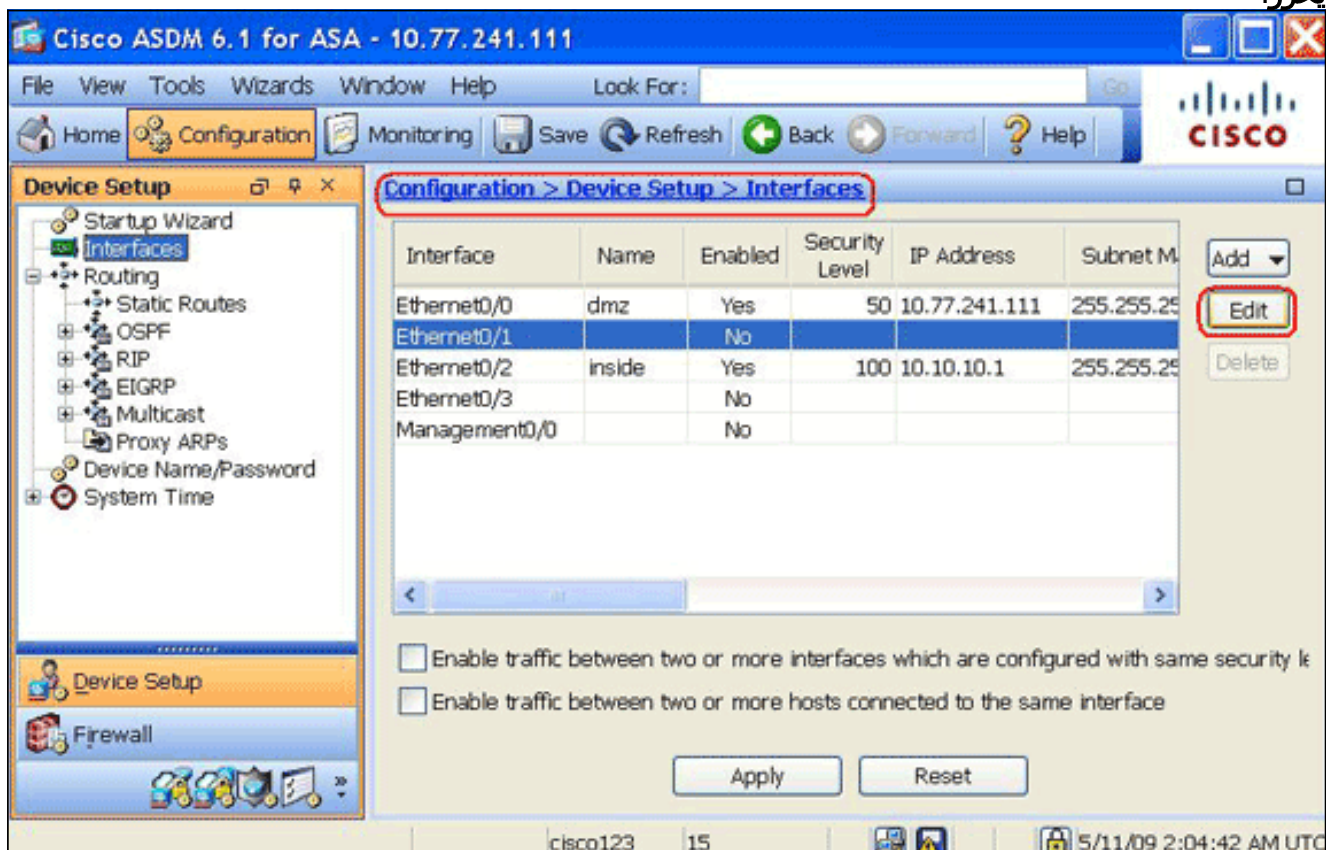 Cisco ASDM 6.1 for ASA - 10.77.241.111
File View Tools Wizards Window Help Look For: Go
Home Configuration Monitoring Save Refresh Back Forward Help
CISCO
Device Setup
Startup Wizard
Interfaces
Routing
Static Routes
OSPF
RIP
EIGRP
Multicast
Proxy ARPs
Device Name/Password
System Time
Device Setup
Firewall
Configuration > Device Setup > Interfaces
Interface Name Enabled Security Level IP Address Subnet M
Ethernet0/0 dmz Yes 50 10.77.241.111 255.255.25
Ethernet0/1 No
Ethernet0/2 inside Yes 100 10.10.10.1 255.255.25
Ethernet0/3 No
Management0/0 No
Add
Edit
Delete
Enable traffic between two or more interfaces which are configured with same security le
Enable traffic between two or more hosts connected to the same interface
Apply Reset
cisco123 15 5/11/09 2:04:42 AM UTC